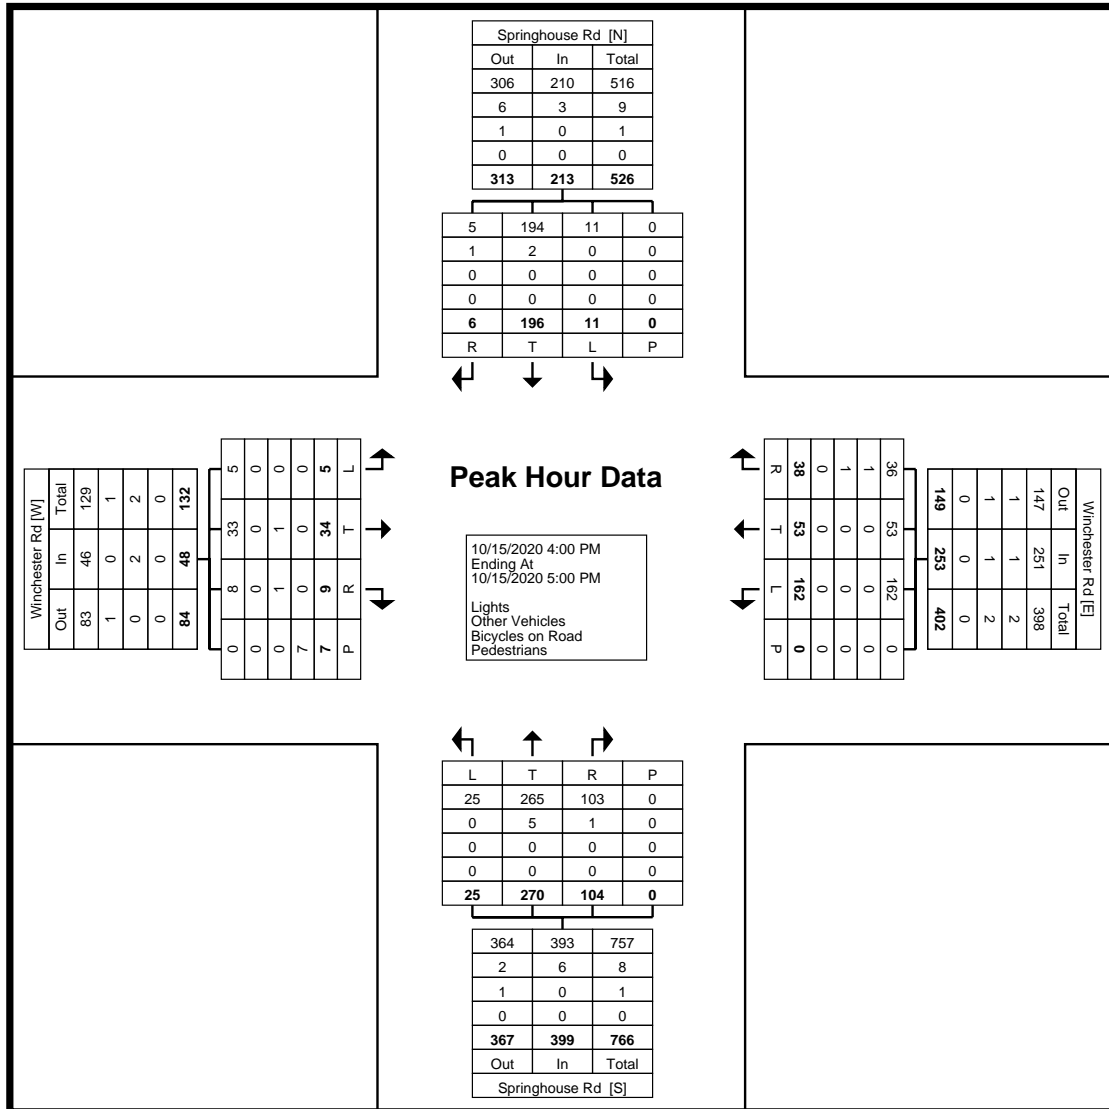 Springhouse Rd [N]
Out In Total
306 210 516
6 3 9
1 0 1
0 0 0
313 213 526
5 194 11 0
1 2 0 0
0 0 0 0
0 0 0 0
6 196 11 0
R T L P
Winchester Rd [W]
Total 129 1 2 0 132
In 46 0 2 0 48
Out 83 1 0 0 84
5 0 0 0 5 L
33 0 1 0 34 T
8 0 1 0 9 R
0 0 0 7 7 P
Peak Hour Data
10/15/2020 4:00 PM
Ending At
10/15/2020 5:00 PM
Lights
Other Vehicles
Bicycles on Road
Pedestrians
R 38 0 1 1 36
T 53 0 0 0 53
L 162 0 0 0 162
P 0 0 0 0 0
149 0 1 1 147 Out
253 0 1 1 251 In
402 0 2 2 398 Total
Winchester Rd [E]
L T R P
25 265 103 0
0 5 1 0
0 0 0 0
0 0 0 0
25 270 104 0
364 393 757
2 6 8
1 0 1
0 0 0
367 399 766
Out In Total
Springhouse Rd [S]